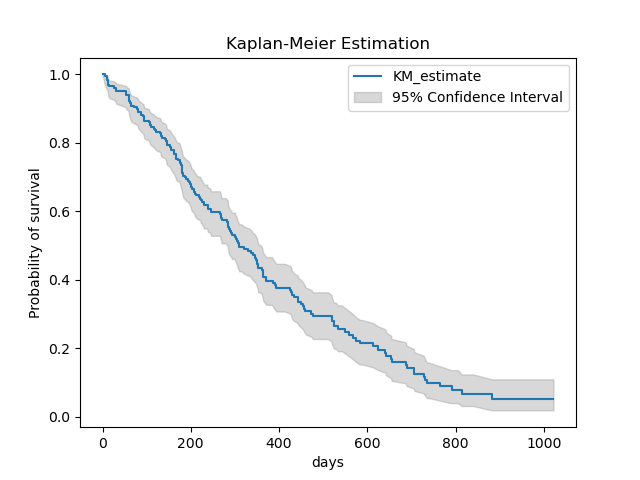 Kaplan-Meier Estimation
KM_estimate
95% Confidence Interval
Probability of survival
1.0
0.8
0.6
0.4
0.2
0.0
0
200
400
600
800
1000
days